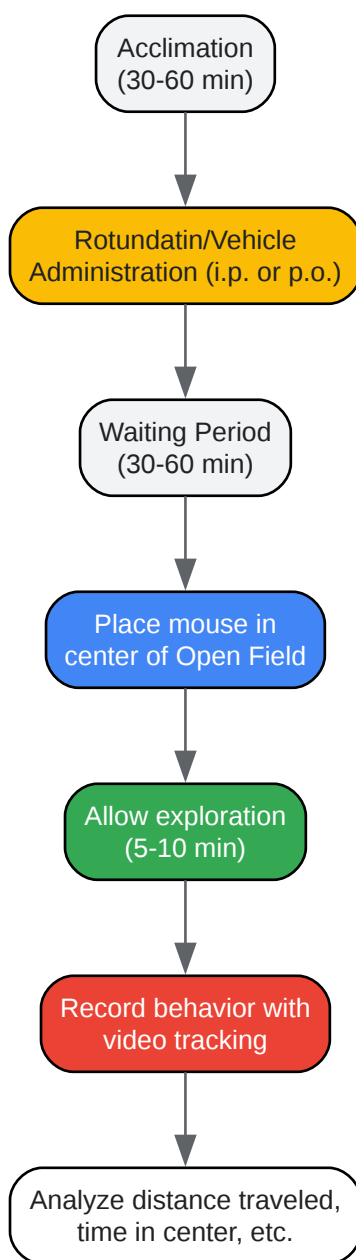 Acclimation
(30-60 min)
Rotundatin/Vehicle
Administration (i.p. or p.o.)
Waiting Period
(30-60 min)
Place mouse in
center of Open Field
Allow exploration
(5-10 min)
Record behavior with
video tracking
Analyze distance traveled,
time in center, etc.